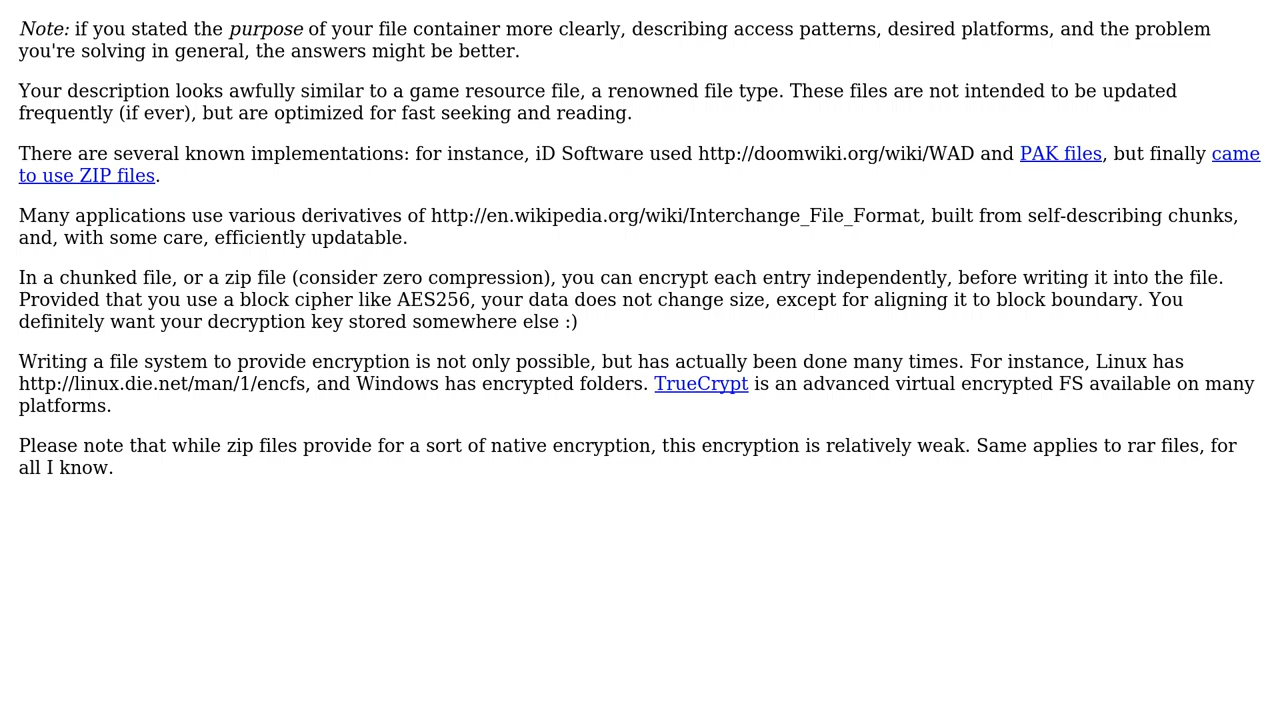 Note: if you stated the purpose of your file container more clearly, describing access patterns, desired platforms, and the problem
you're solving in general, the answers might be better.
Your description looks awfully similar to a game resource file, a renowned file type. These files are not intended to be updated
frequently (if ever), but are optimized for fast seeking and reading.
There are several known implementations: for instance, iD Software used http://doomwiki.org/wiki/WAD and PAK files, but finally came
to use ZIP files.
Many applications use various derivatives of http://en.wikipedia.org/wiki/Interchange_File_Format, built from self-describing chunks,
and, with some care, efficiently updatable.
In a chunked file, or a zip file (consider zero compression), you can encrypt each entry independently, before writing it into the file.
Provided that you use a block cipher like AES256, your data does not change size, except for aligning it to block boundary. You
definitely want your decryption key stored somewhere else :)
Writing a file system to provide encryption is not only possible, but has actually been done many times. For instance, Linux has
http://linux.die.net/man/1/encfs, and Windows has encrypted folders. TrueCrypt is an advanced virtual encrypted FS available on many
platforms.
Please note that while zip files provide for a sort of native encryption, this encryption is relatively weak. Same applies to rar files, for
all I know.